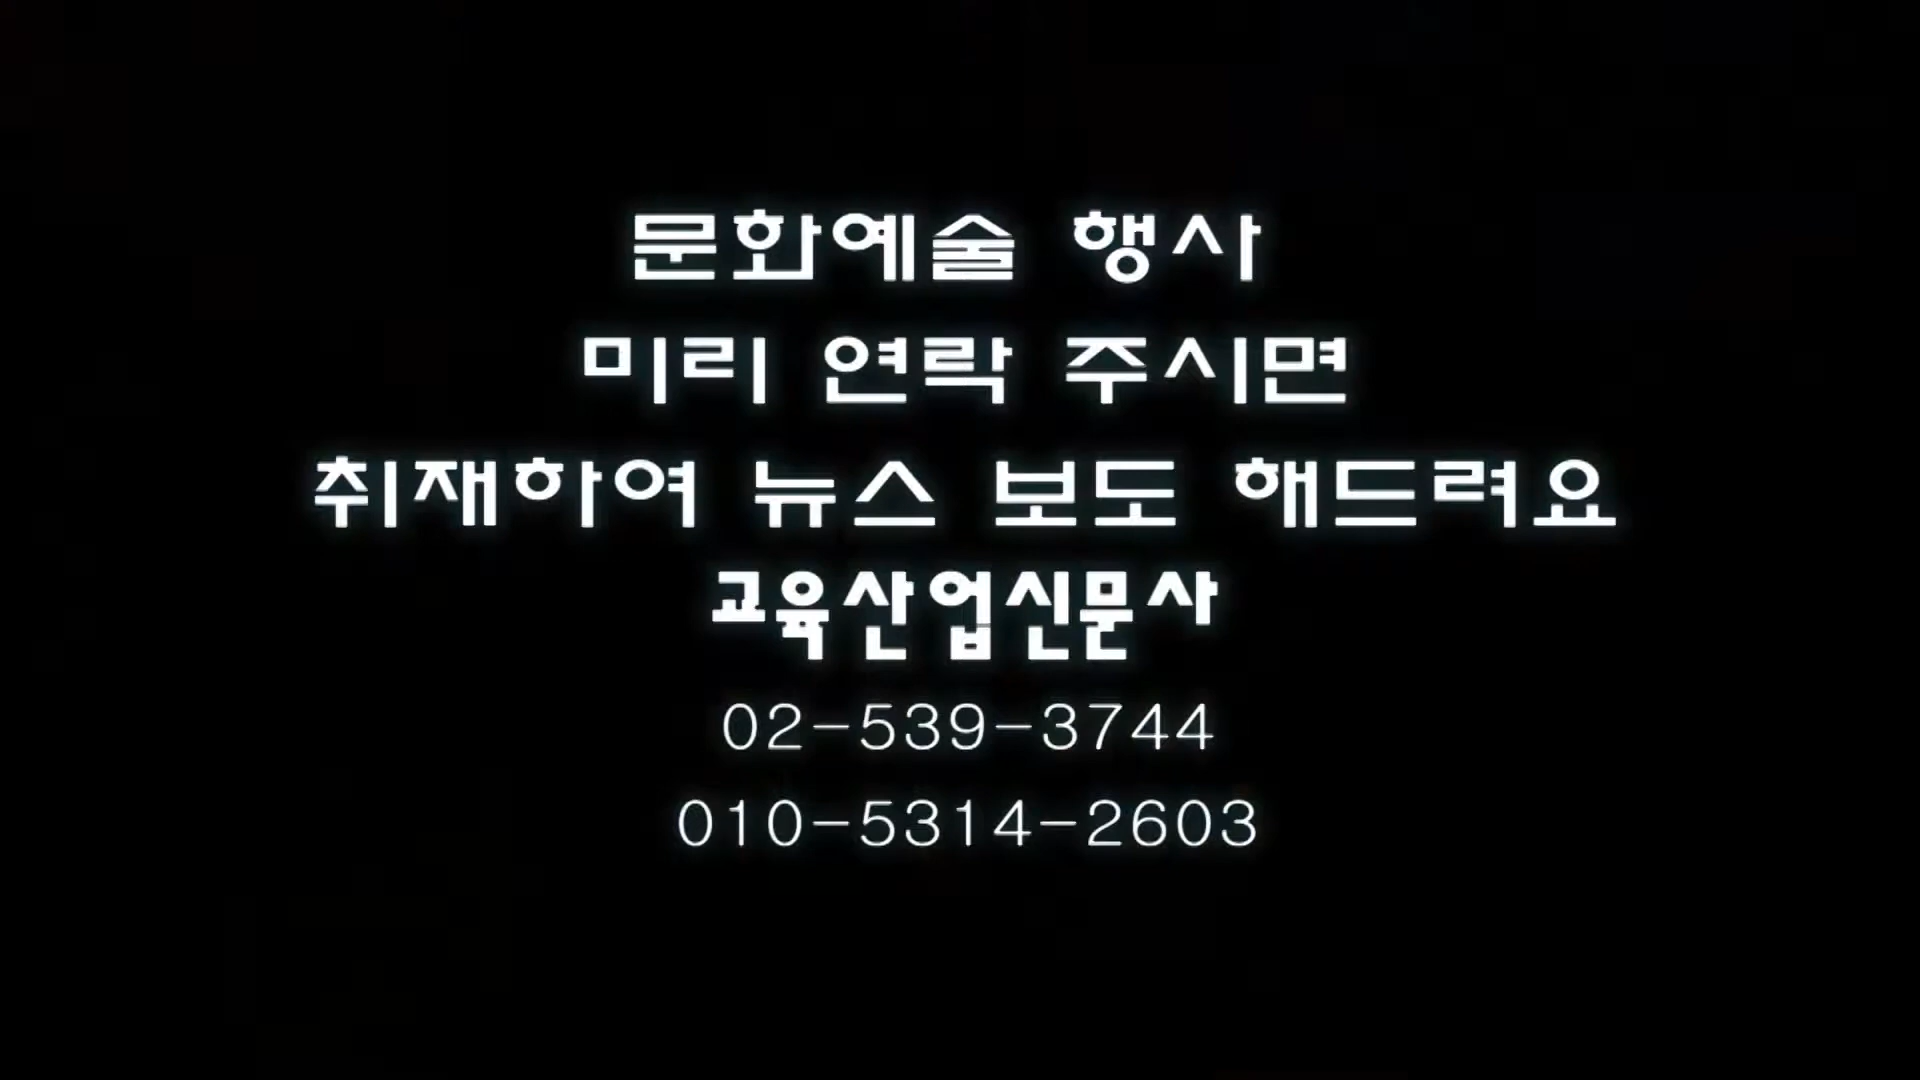 문화예술 행사
미리 연락 주시면
취재하여 뉴스 보도 해드려요
교육산업신문사
02-539-3744
010-5314-2603